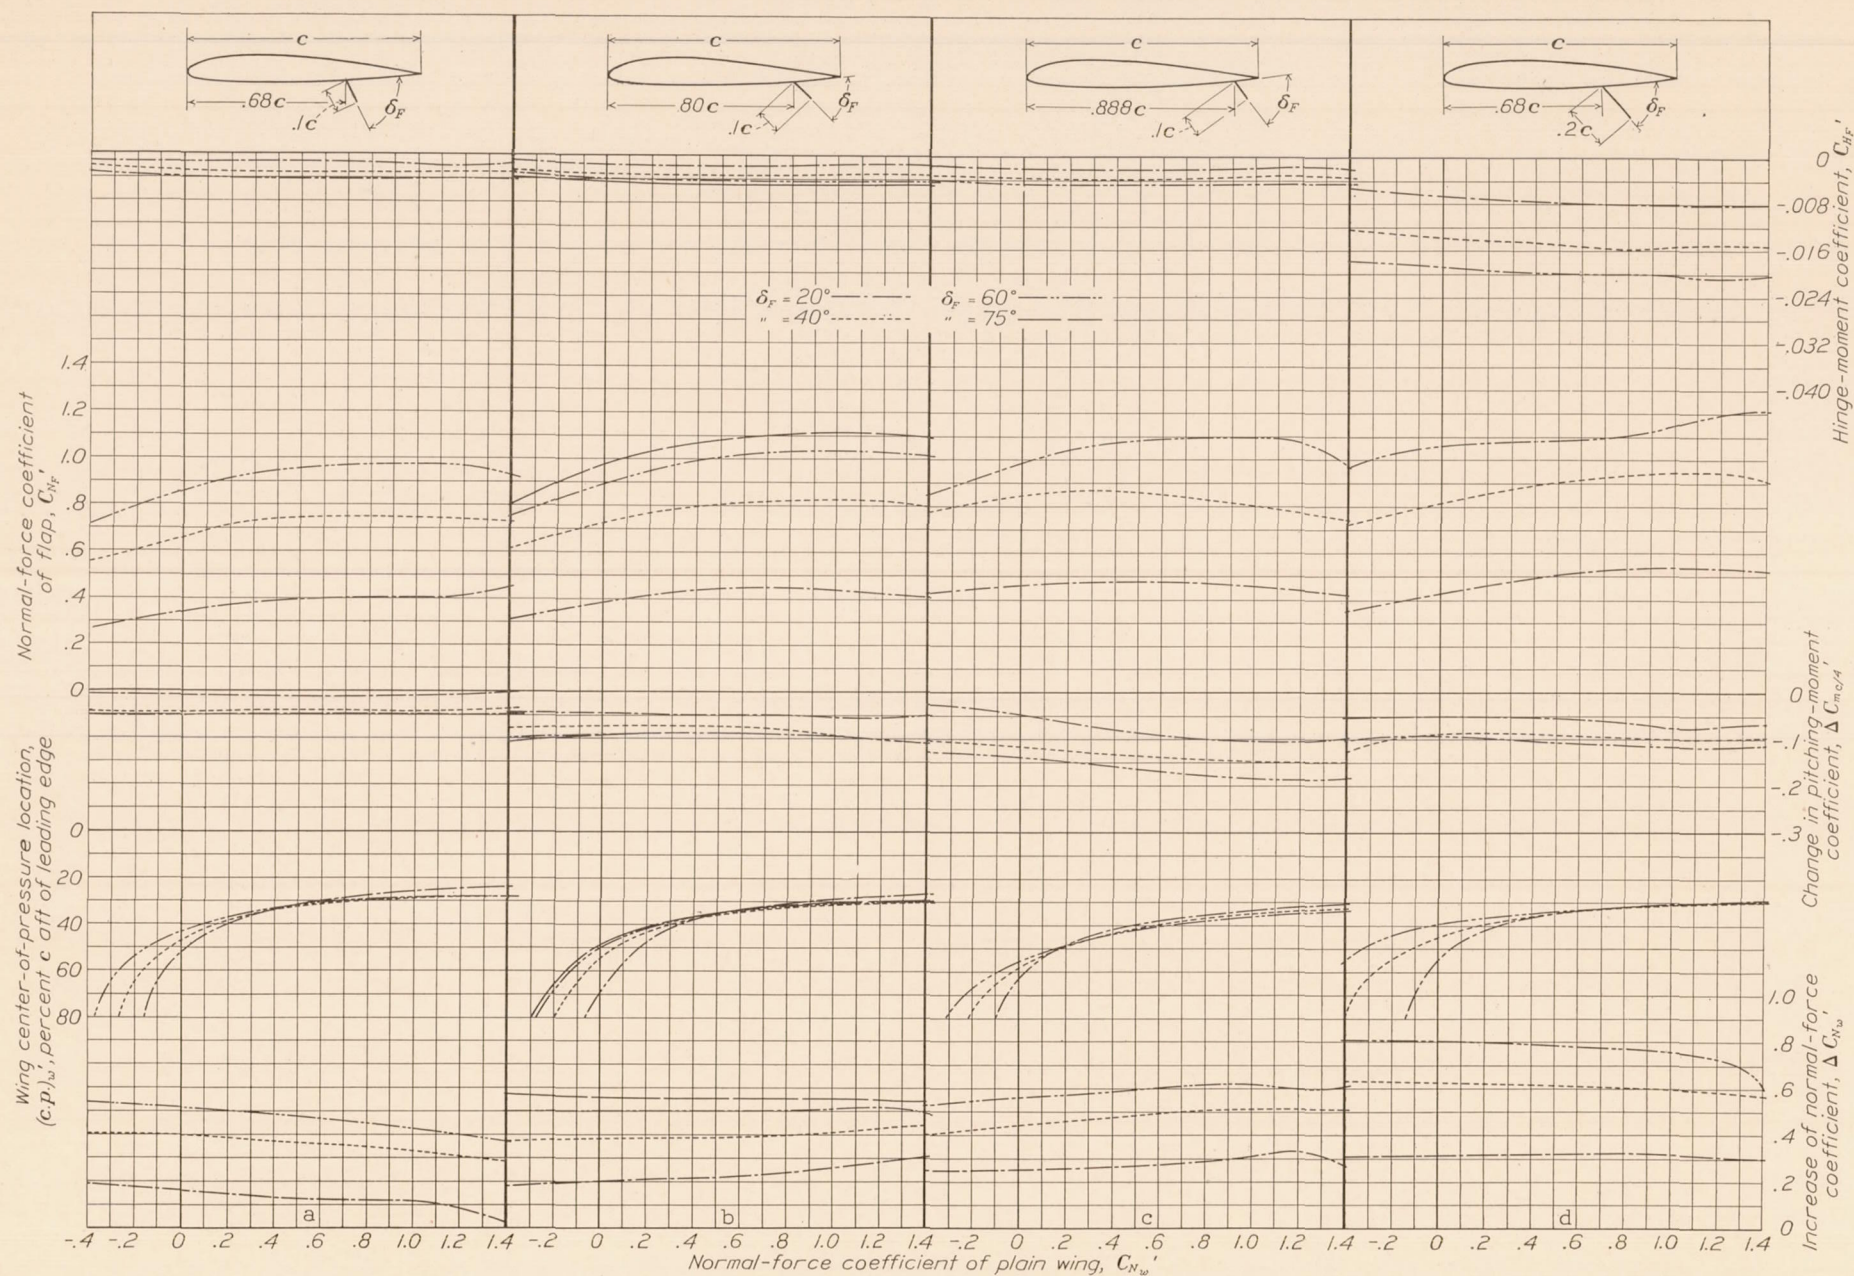 c
c
c
c
.68c
.1c
δF
.80c
.1c
δF
.888c
.1c
δF
.68c
.2c
δF
δF = 20° δF = 60°
" = 40° " = 75°
Normal-force coefficient
of flap, CNF'
1.4
1.2
1.0
.8
.6
.4
.2
0
Wing center-of-pressure location,
(c.p.)w', percent c aft of leading edge
0
20
40
60
80
Hinge-moment coefficient, CHF'
0
-.008
-.016
-.024
-.032
-.040
Change in pitching-moment
coefficient, Δ Cmc/4'
0
-.1
-.2
-.3
Increase of normal-force
coefficient, Δ CNw'
1.0
.8
.6
.4
.2
0
a
b
c
d
-.4 -.2 0 .2 .4 .6 .8 1.0 1.2 1.4 -.2 0 .2 .4 .6 .8 1.0 1.2 1.4 -.2 0 .2 .4 .6 .8 1.0 1.2 1.4 -.2 0 .2 .4 .6 .8 1.0 1.2 1.4
Normal-force coefficient of plain wing, CNw'